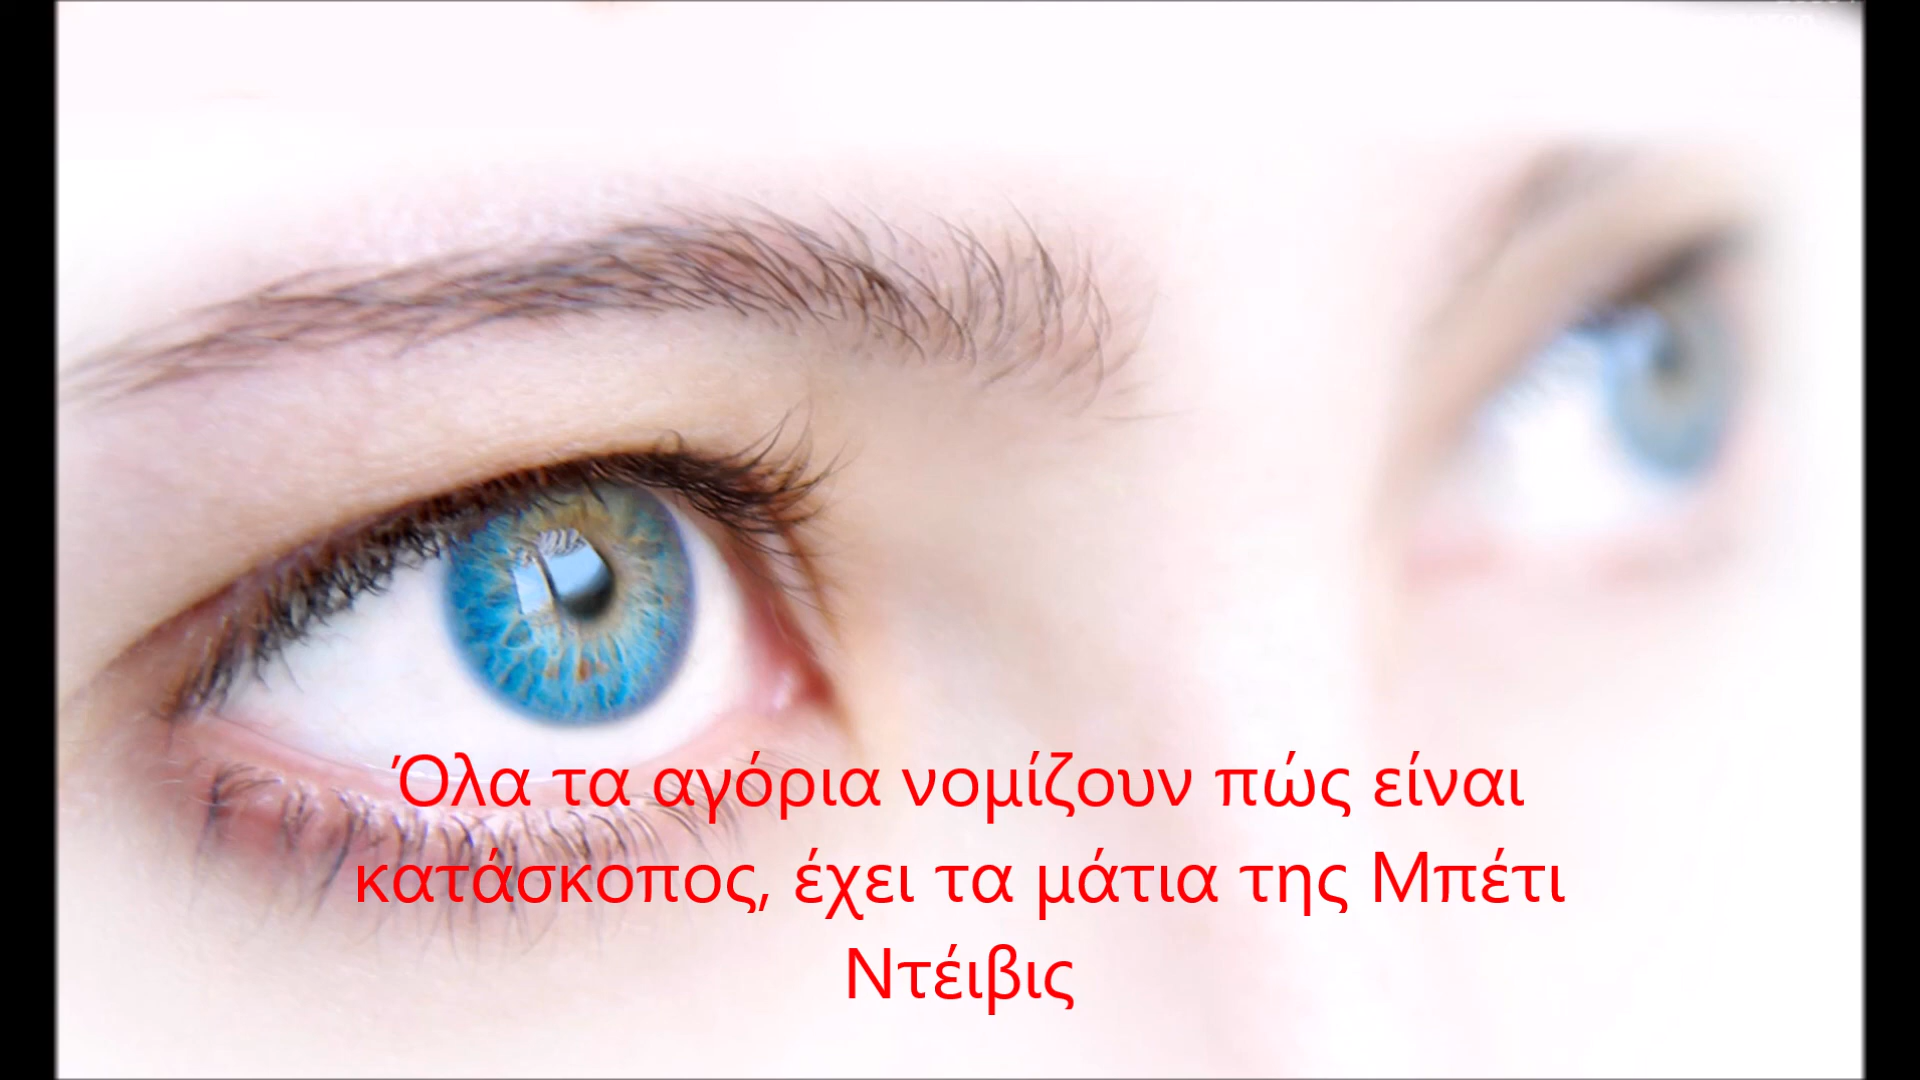 Όλα τα αγόρια νομίζουν πώς είναι
κατάσκοπος, έχει τα μάτια της Μπέτι
Ντέιβις